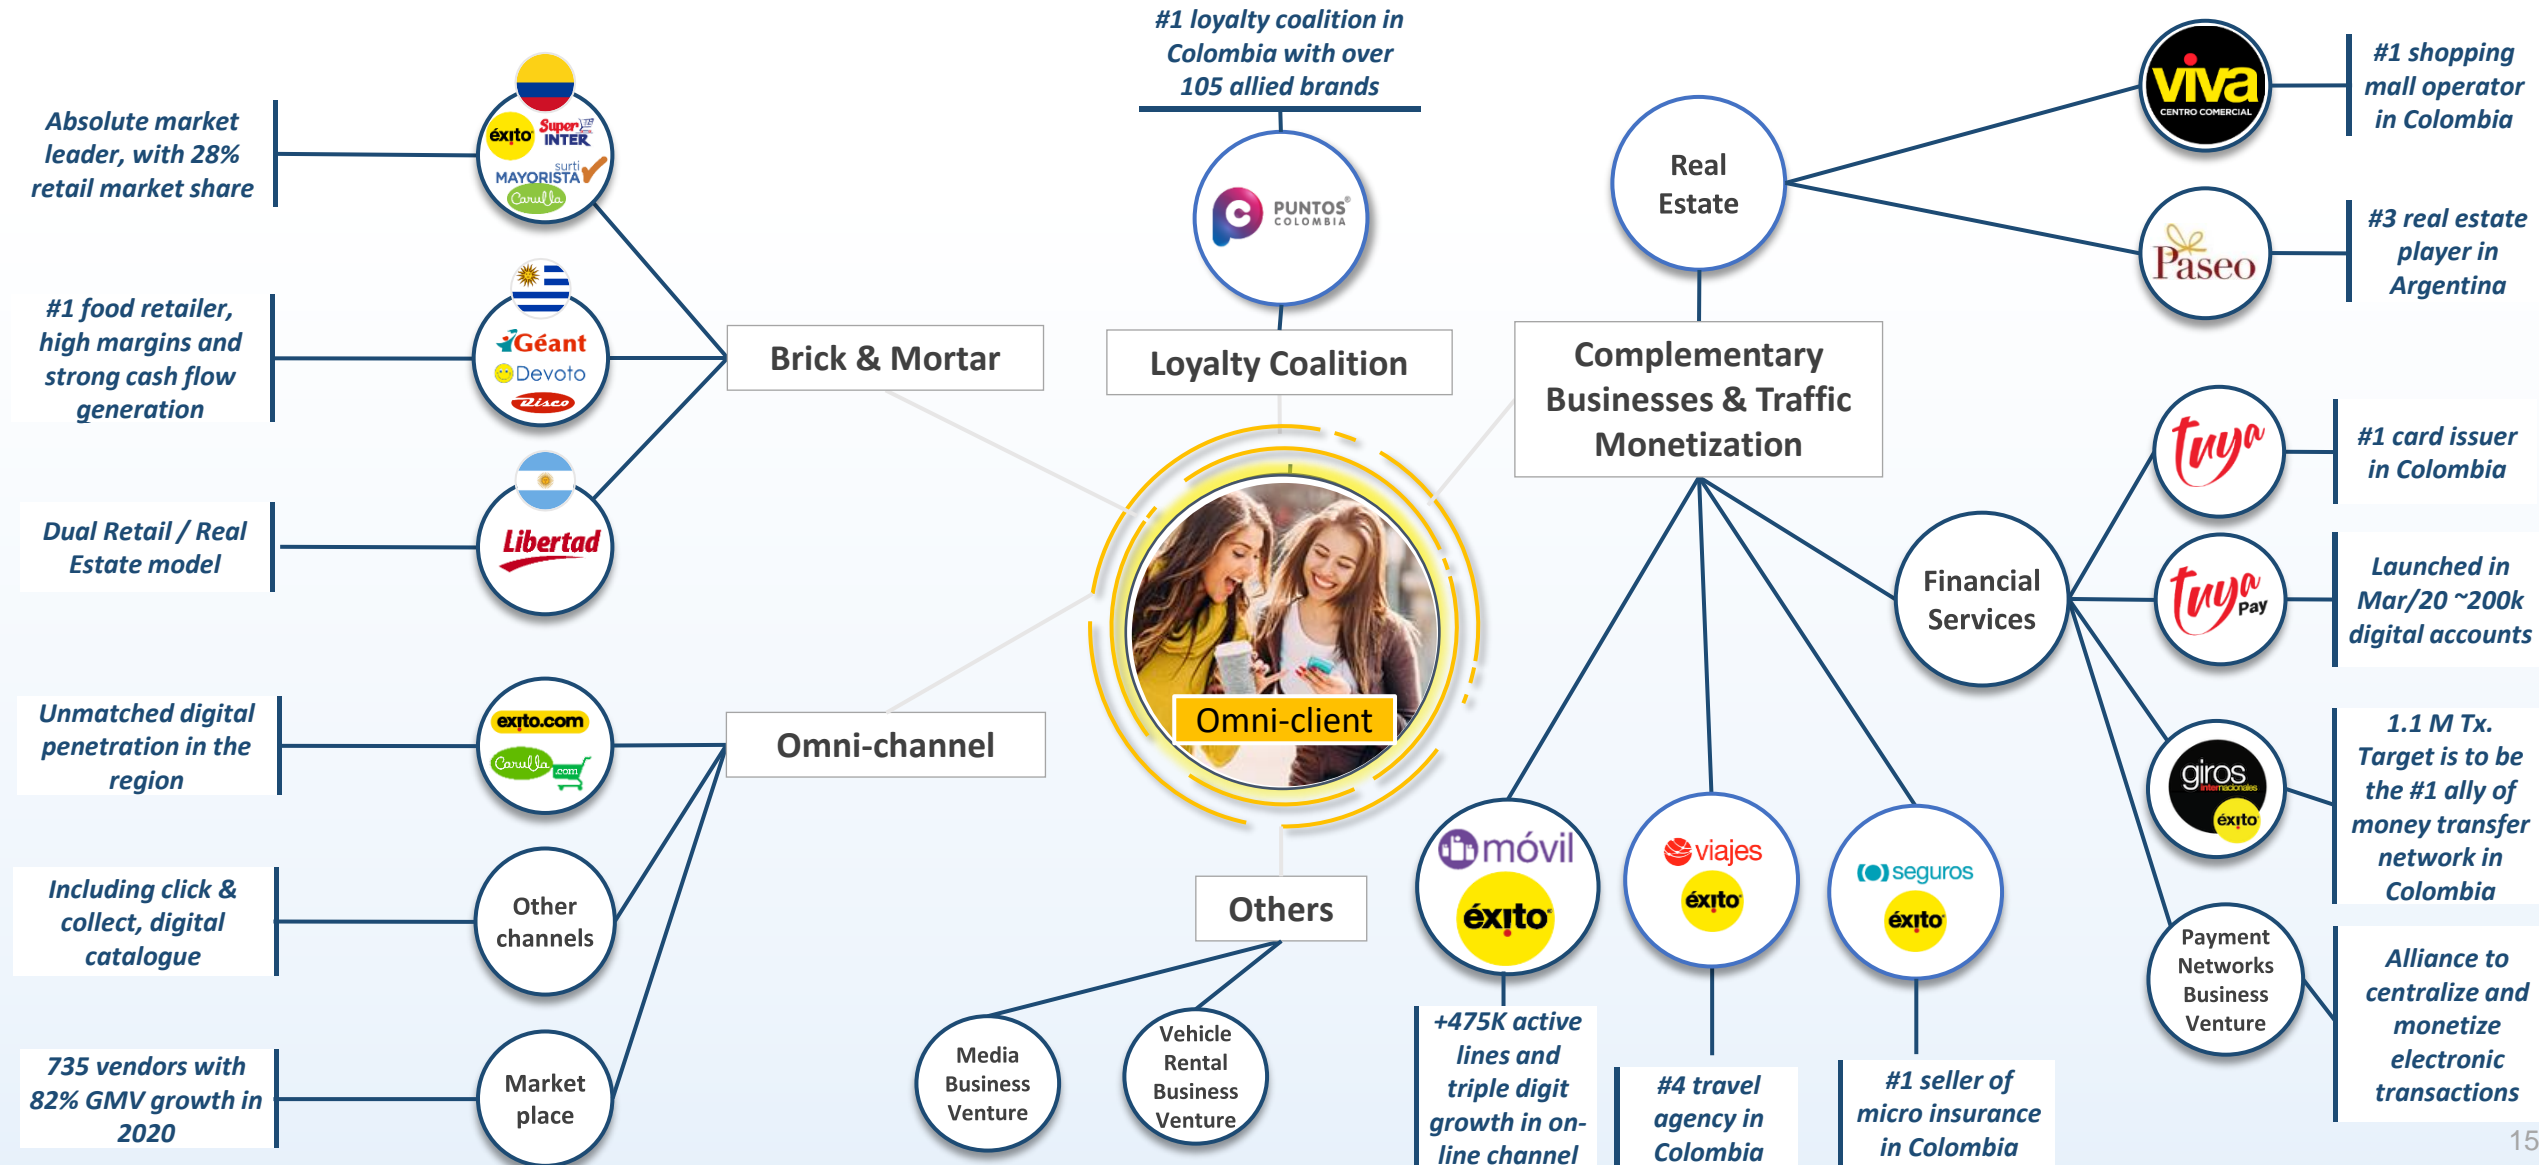 Absolute market
leader, with 28%
retail market share
éxito
Super
INTER
surti
MAYORISTA
Carulla
#1 food retailer,
high margins and
strong cash flow
generation
Géant
Devoto
Disco
Dual Retail / Real
Estate model
Libertad
Brick & Mortar
Unmatched digital
penetration in the
region
exito.com
Carulla
.com
Including click &
collect, digital
catalogue
Other
channels
735 vendors with
82% GMV growth in
2020
Market
place
Omni-channel
#1 loyalty coalition in
Colombia with over
105 allied brands
PUNTOS®
COLOMBIA
Loyalty Coalition
Omni-client
Others
Media
Business
Venture
Vehicle
Rental
Business
Venture
Real
Estate
Complementary
Businesses & Traffic
Monetization
viva
CENTRO COMERCIAL
#1 shopping
mall operator
in Colombia
Paseo
#3 real estate
player in
Argentina
Financial
Services
tuya
#1 card issuer
in Colombia
tuya
Pay
Launched in
Mar/20 ~200k
digital accounts
giros
internacionales
éxito
1.1 M Tx.
Target is to be
the #1 ally of
money transfer
network in
Colombia
Payment
Networks
Business
Venture
Alliance to
centralize and
monetize
electronic
transactions
móvil
éxito
+475K active
lines and
triple digit
growth in on-
line channel
viajes
éxito
#4 travel
agency in
Colombia
seguros
éxito
#1 seller of
micro insurance
in Colombia
15